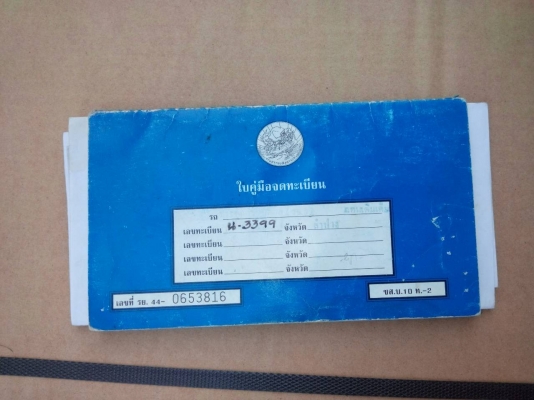 ใบคู่มือจดทะเบียน
รถ
เลขทะเบียน น-3399 จังหวัด
เลขทะเบียน จังหวัด
เลขทะเบียน จังหวัด
เลขทะเบียน จังหวัด
เลขที่ รย. 44- 0653816
ขส.บ.10 ท.-2